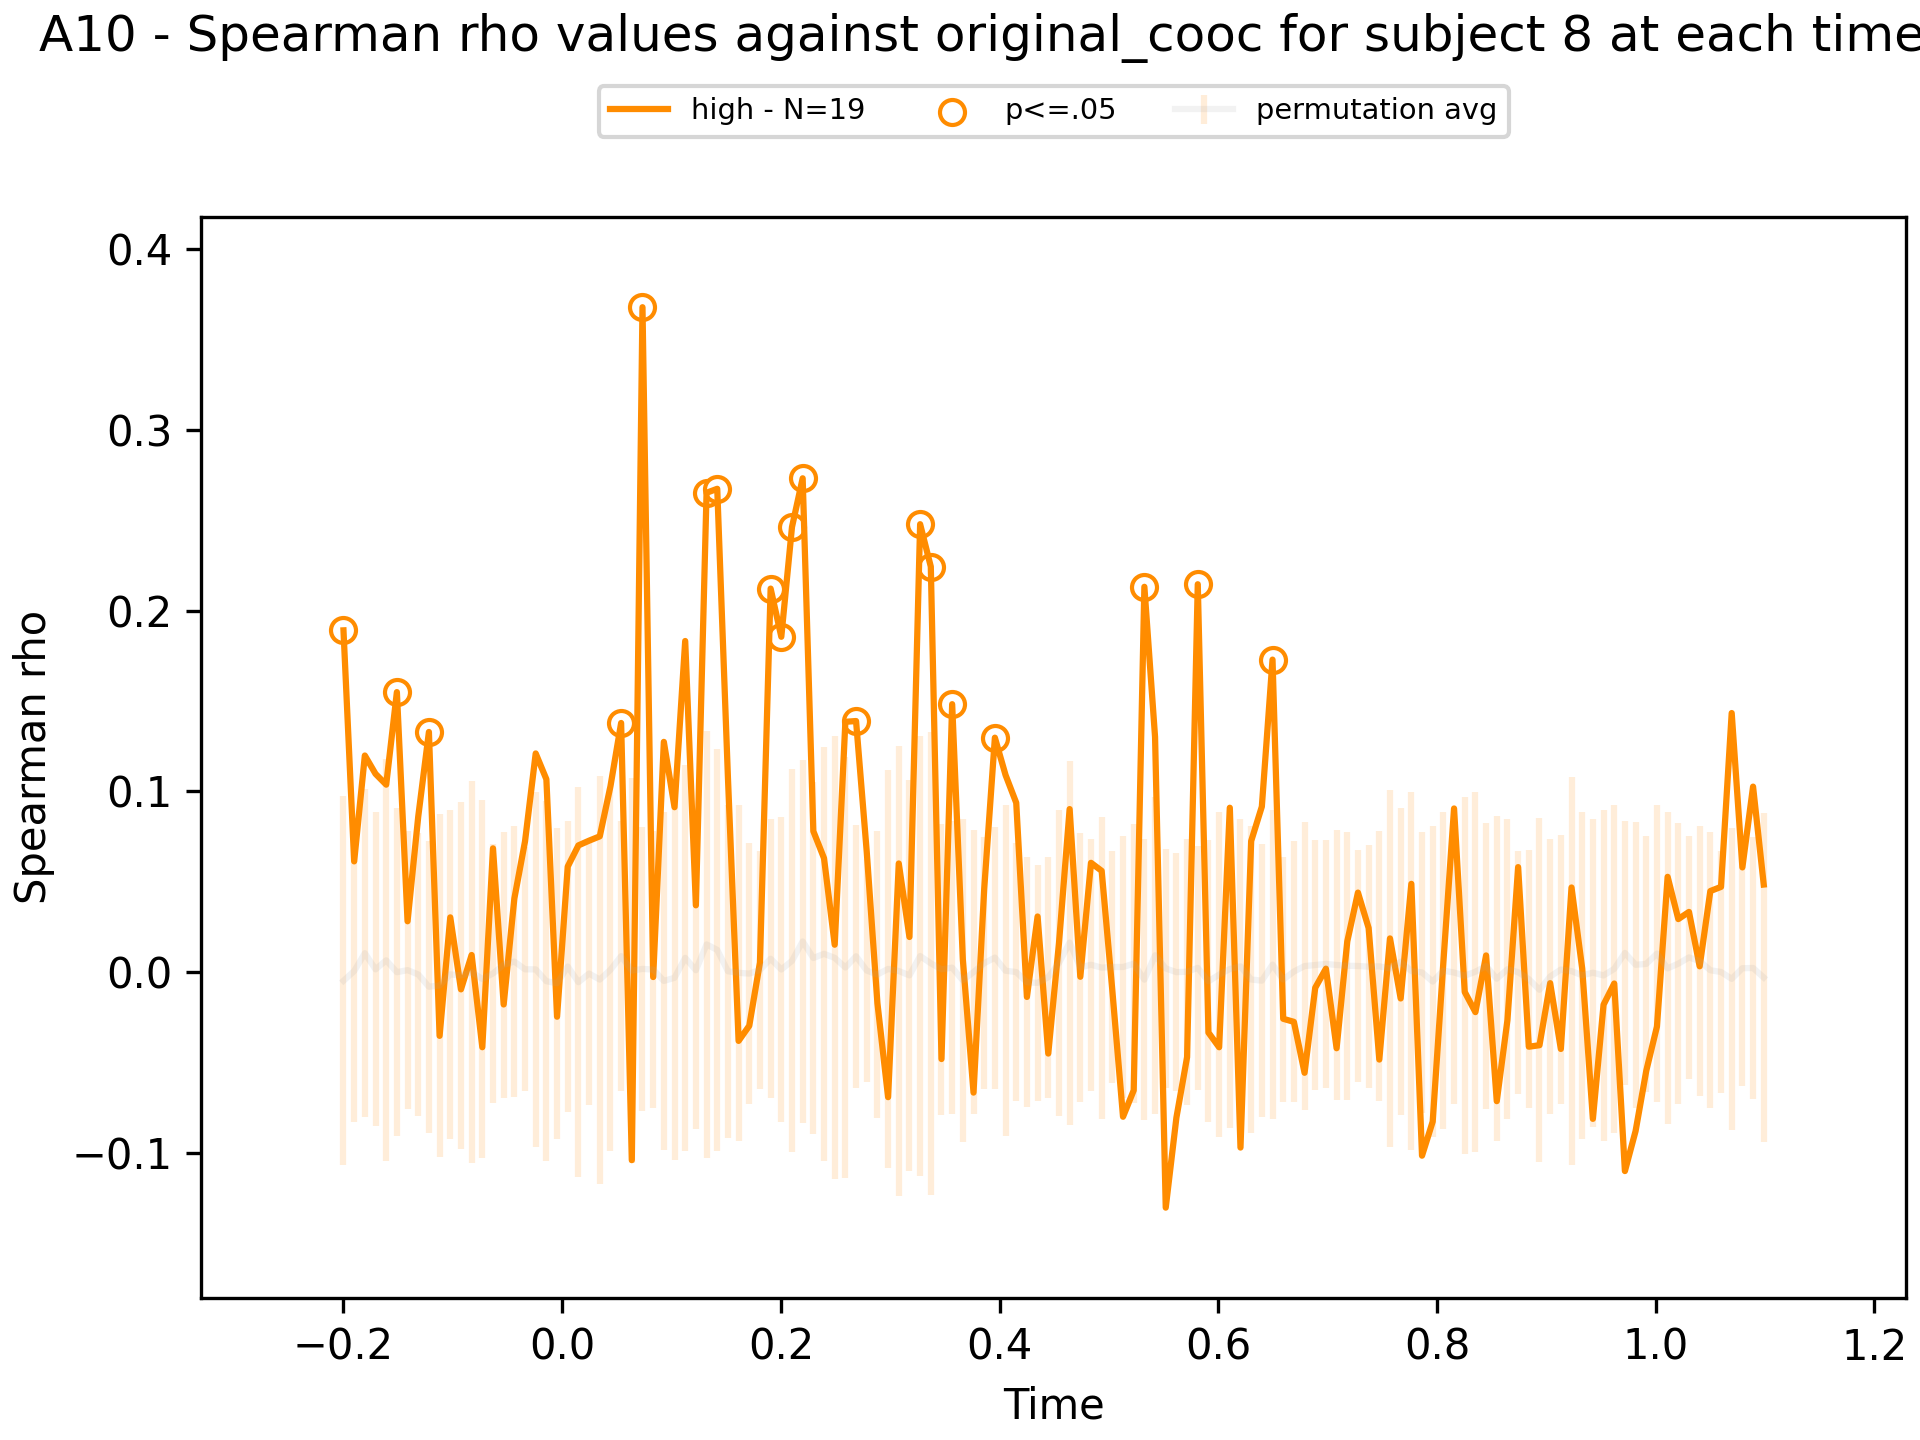 A10 - Spearman rho values against original_cooc for subject 8 at each time
high - N=19 p<=.05 permutation avg
0.4
0.3
0.2
0.1
0.0
−0.1
Spearman rho
−0.2 0.0 0.2 0.4 0.6 0.8 1.0 1.2
Time